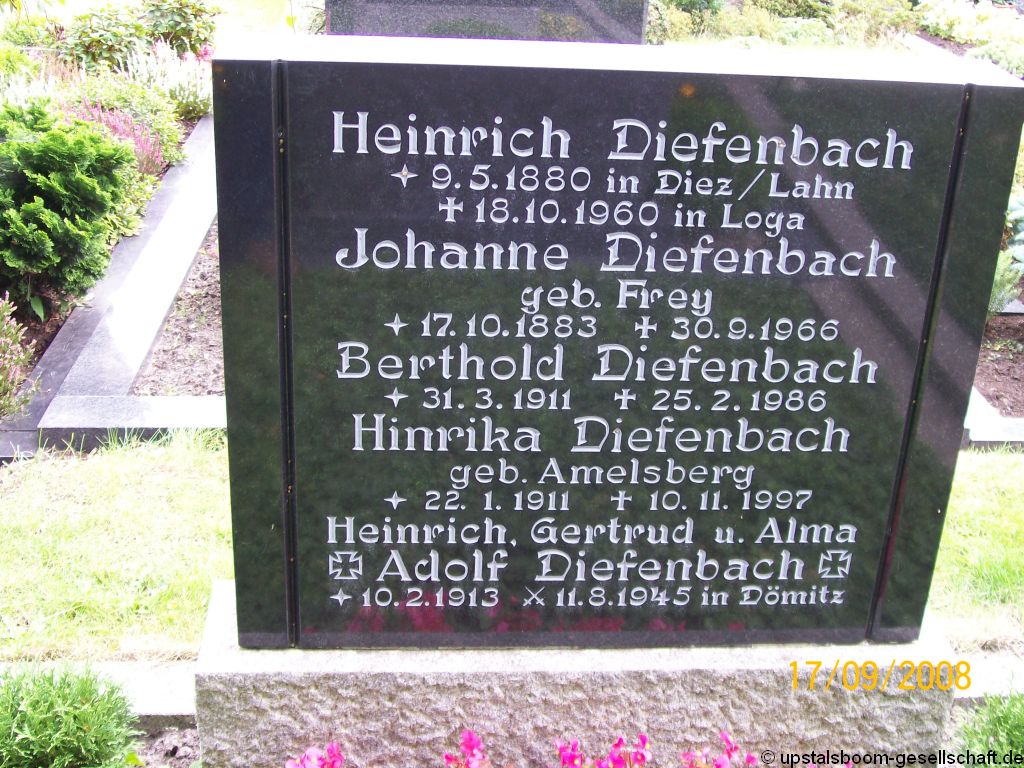 Heinrich Diefenbach
✦ 9.5.1880 in Diez/Lahn
✝ 18.10.1960 in Loga
Johanne Diefenbach
geb. Frey
✦ 17.10.1883 ✝ 30.9.1966
Berthold Diefenbach
✦ 31.3.1911 ✝ 25.2.1986
Hinrika Diefenbach
geb. Amelsberg
✦ 22.1.1911 ✝ 10.11.1997
Heinrich, Gertrud u. Alma
✠ Adolf Diefenbach ✠
✦ 10.2.1913 ⚔ 11.8.1945 in Dömitz
17/09/2008
© upstalsboom-gesellschaft.de